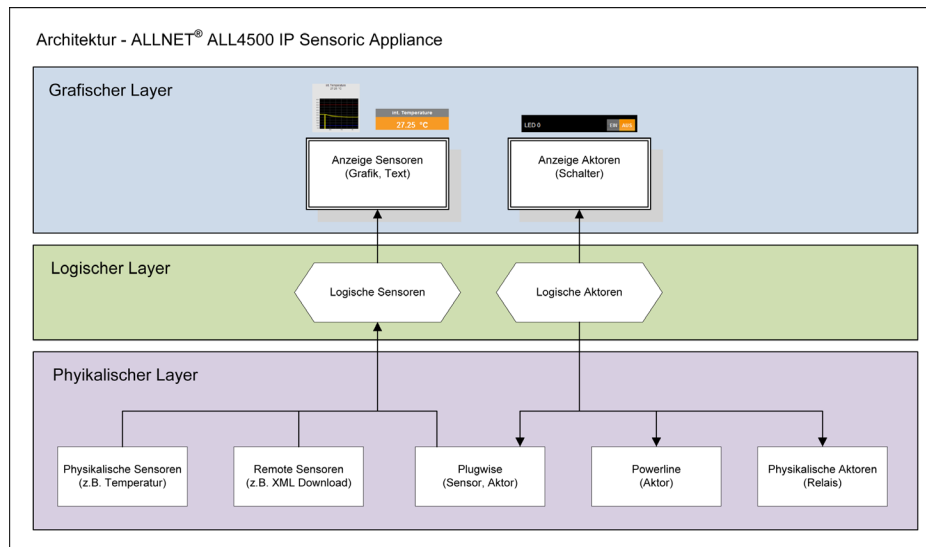 Architektur - ALLNET® ALL4500 IP Sensoric Appliance
Grafischer Layer
Int. Temperature
27.25 °C
LED 0
EIN
AUS
Anzeige Sensoren
(Grafik, Text)
Anzeige Aktoren
(Schalter)
Logischer Layer
Logische Sensoren
Logische Aktoren
Phyikalischer Layer
Physikalische Sensoren
(z.B. Temperatur)
Remote Sensoren
(z.B. XML Download)
Plugwise
(Sensor, Aktor)
Powerline
(Aktor)
Physikalische Aktoren
(Relais)